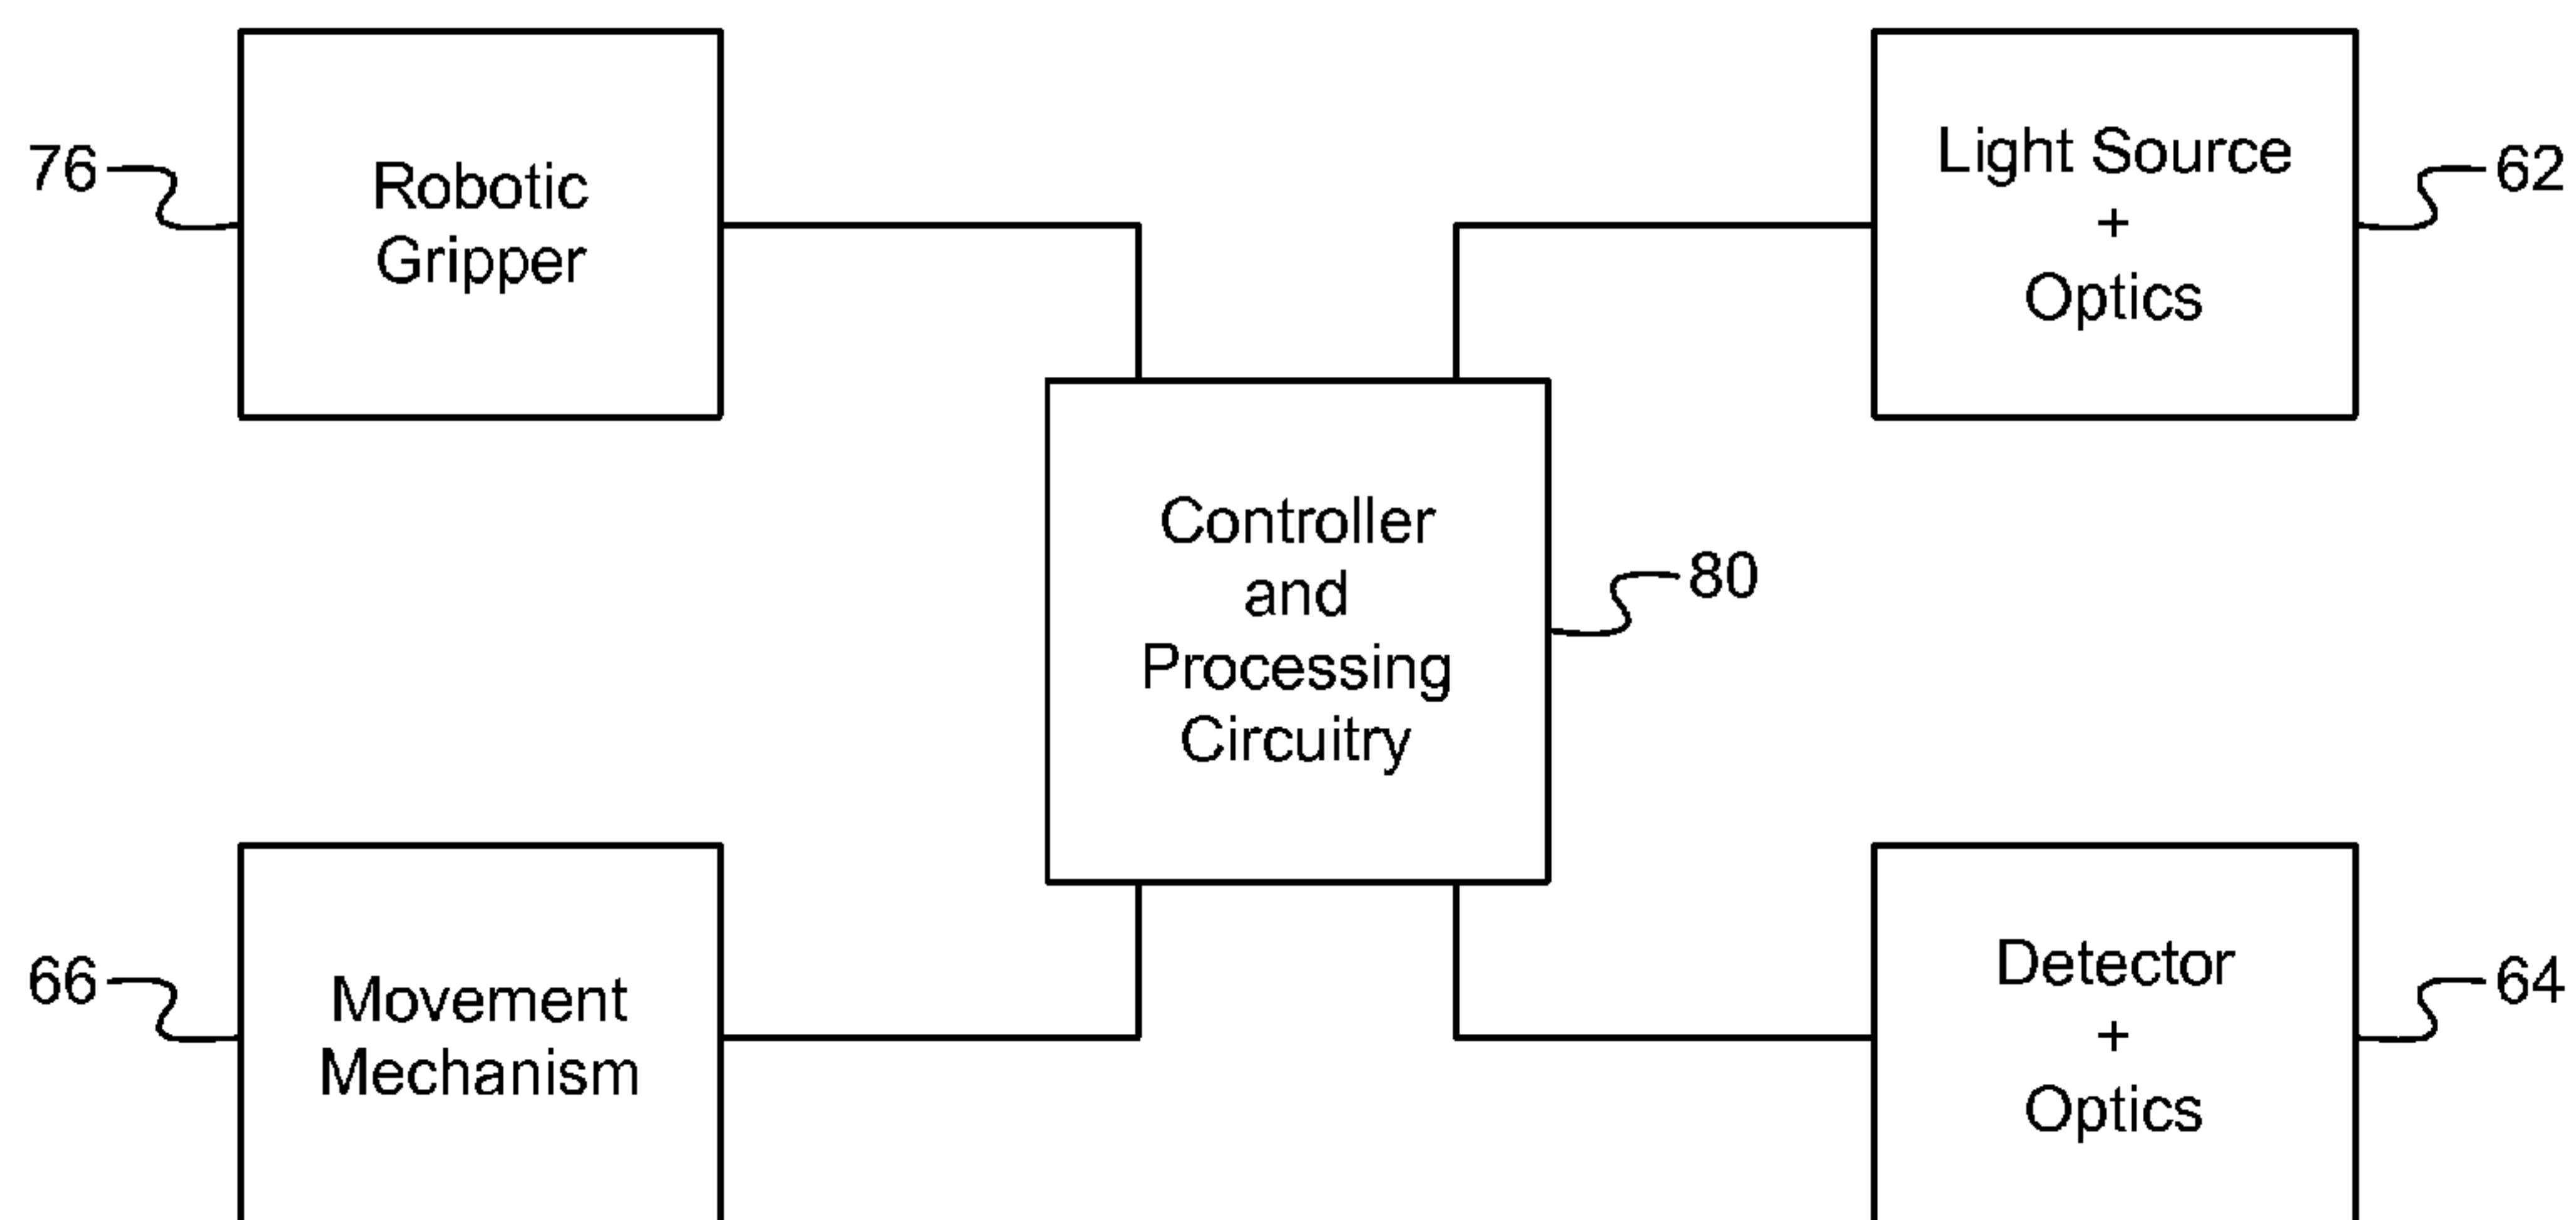 76
Robotic
Gripper
Light Source
+
Optics
62
Controller
and
Processing
Circuitry
80
66
Movement
Mechanism
Detector
+
Optics
64